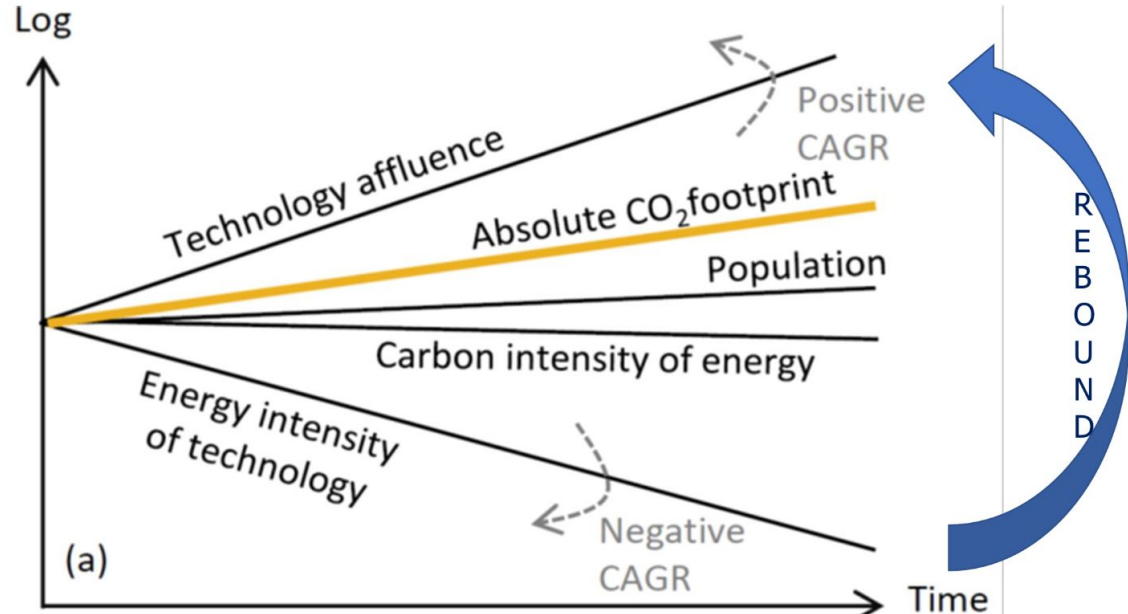 Log
Positive
CAGR
Technology affluence
Absolute CO₂footprint
Population
Carbon intensity of energy
Energy intensity
of technology
Negative
CAGR
(a)
Time
REBOUND